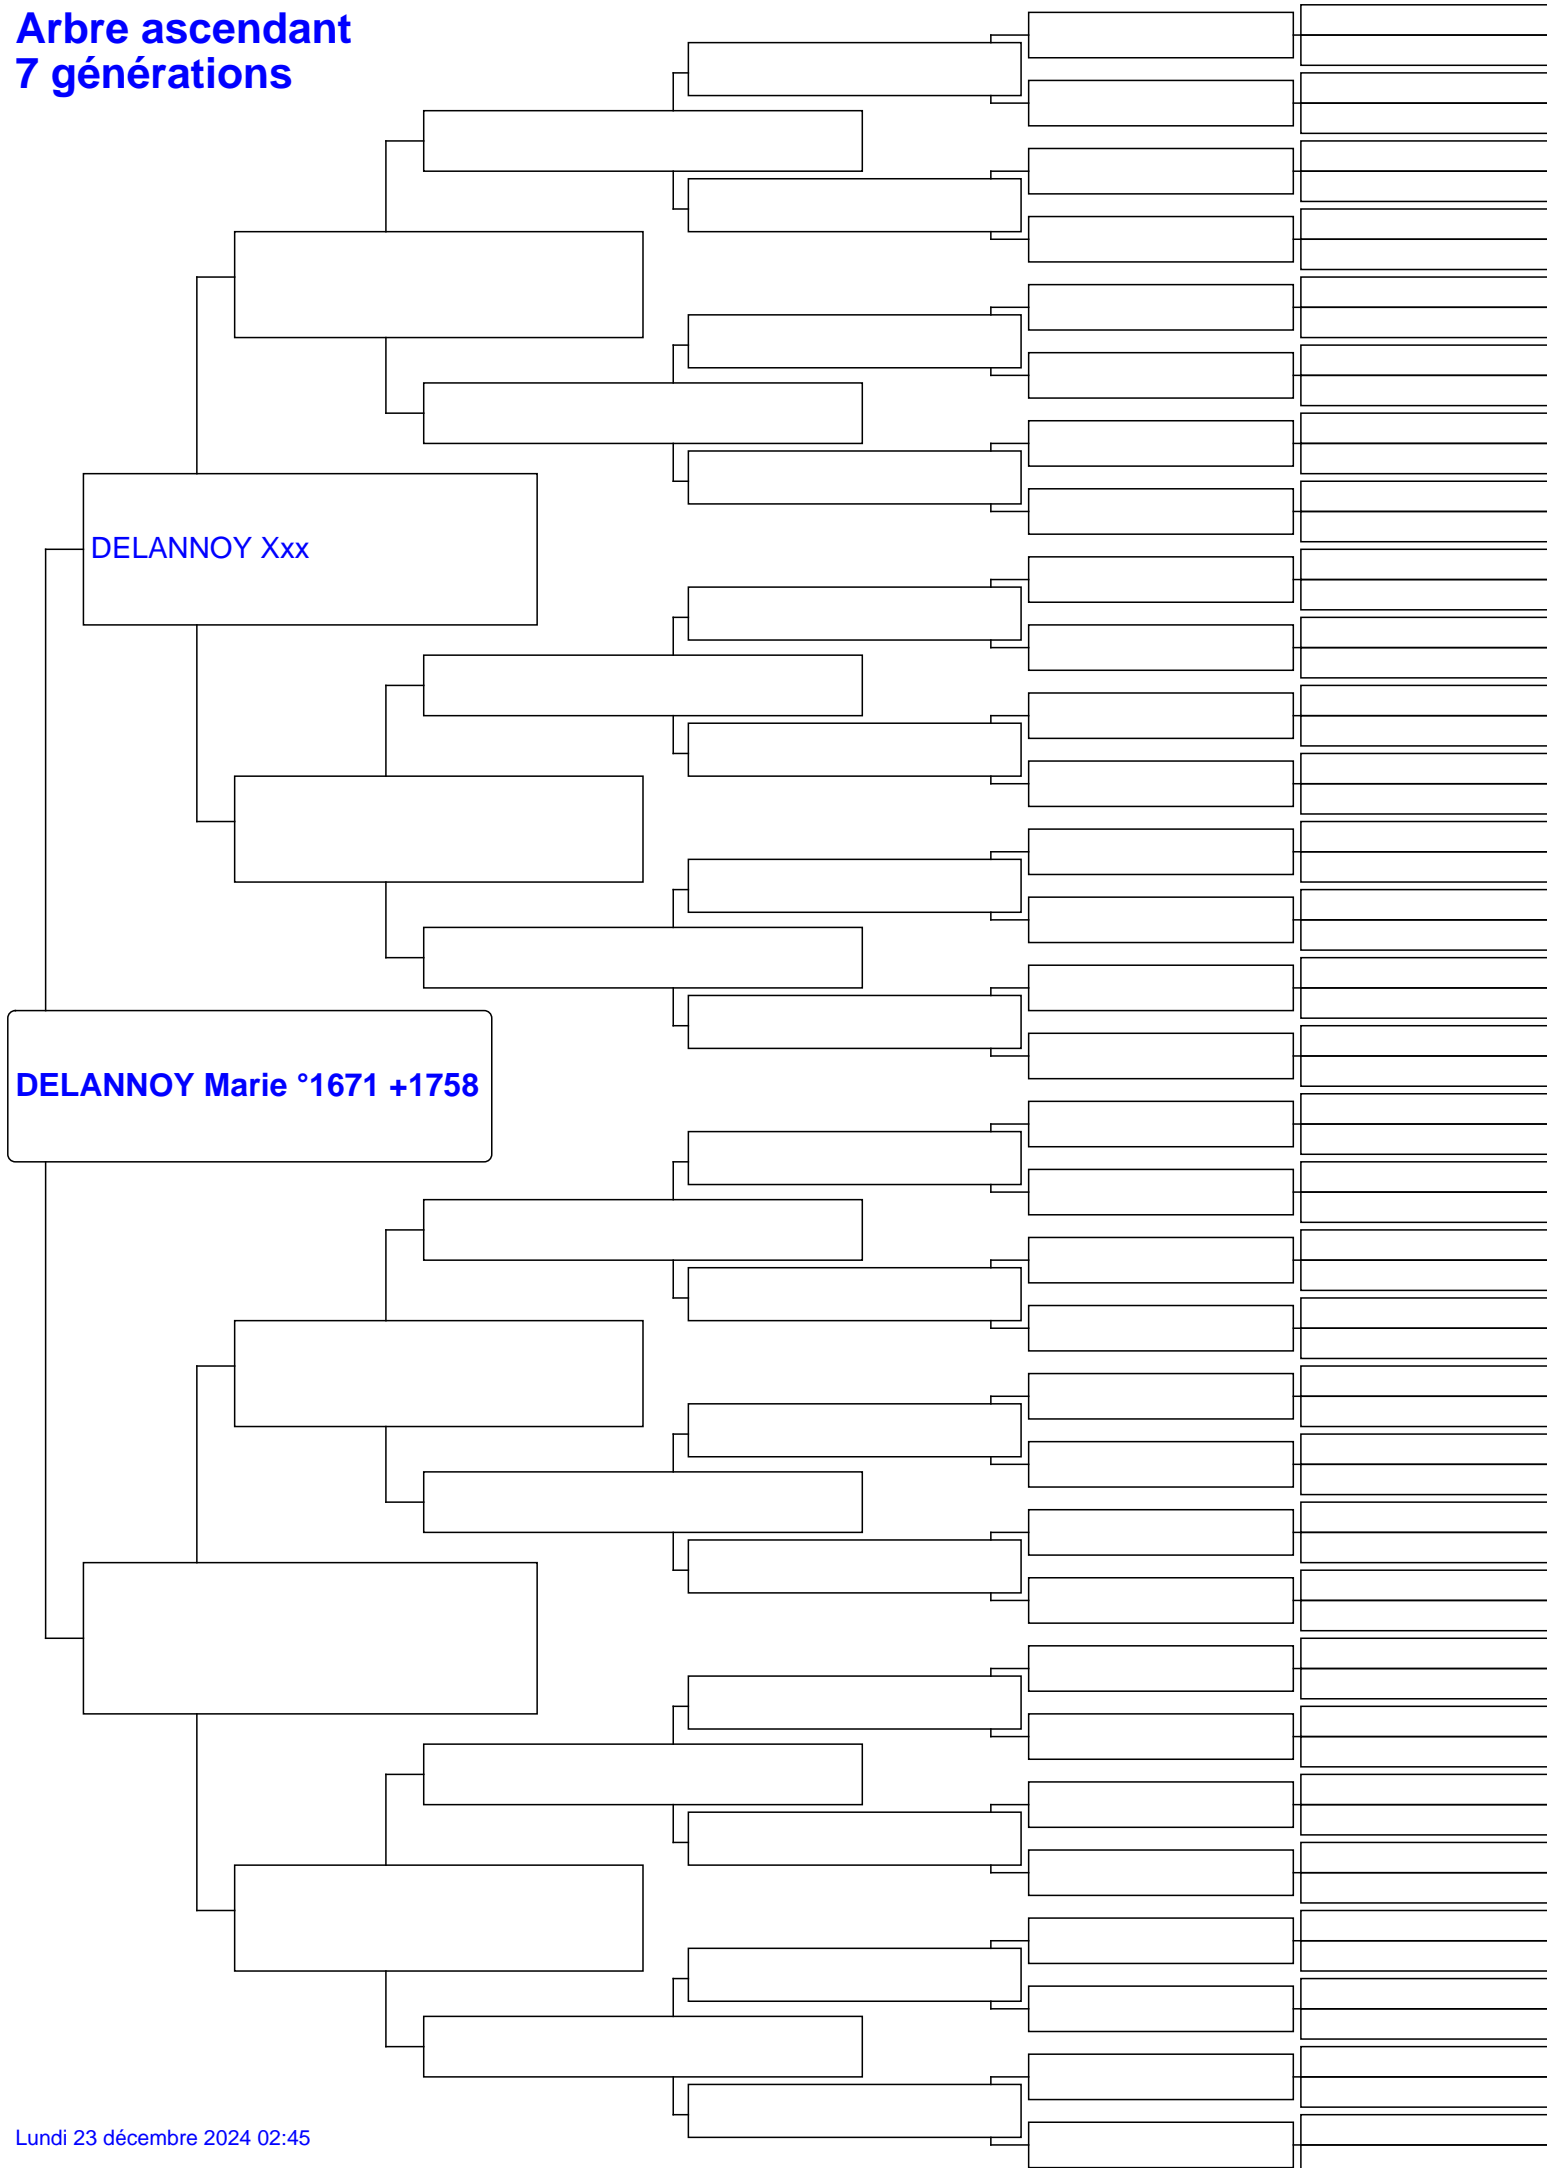 Arbre ascendant
7 générations
DELANNOY Xxx
DELANNOY Marie °1671 +1758
Lundi 23 décembre 2024 02:45